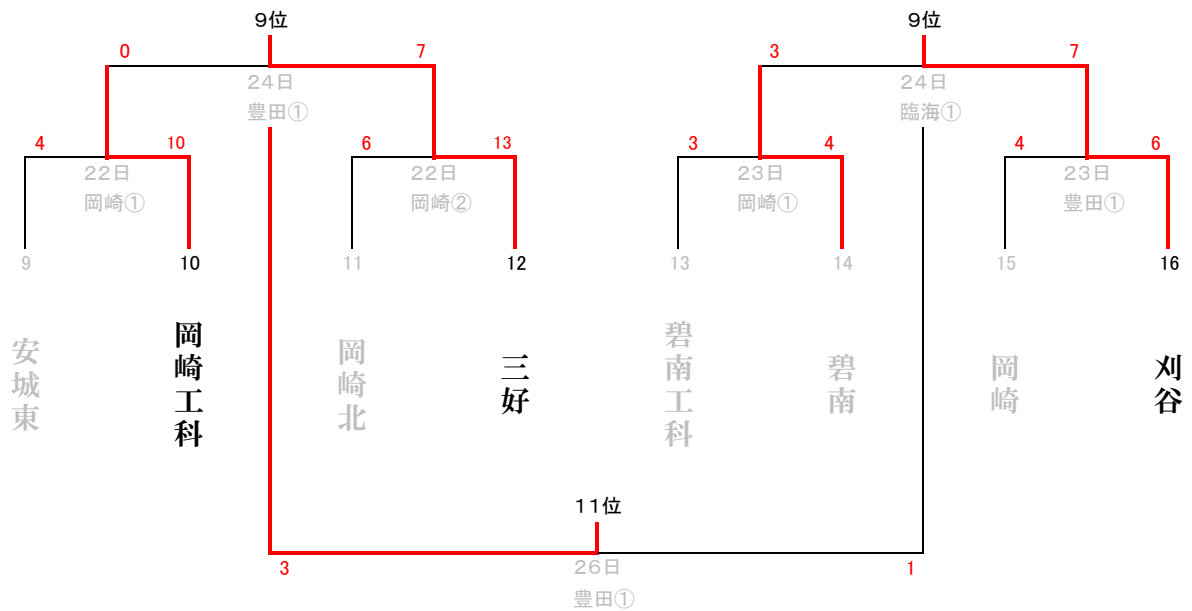 9位
9位
0
7
3
7
24日
豊田①
24日
臨海①
4
10
6
13
3
4
4
6
22日
岡崎①
22日
岡崎②
23日
岡崎①
23日
豊田①
9
10
11
12
13
14
15
16
安城東
岡崎工科
岡崎北
三好
碧南工科
碧南
岡崎
刈谷
11位
3
26日
豊田①
1